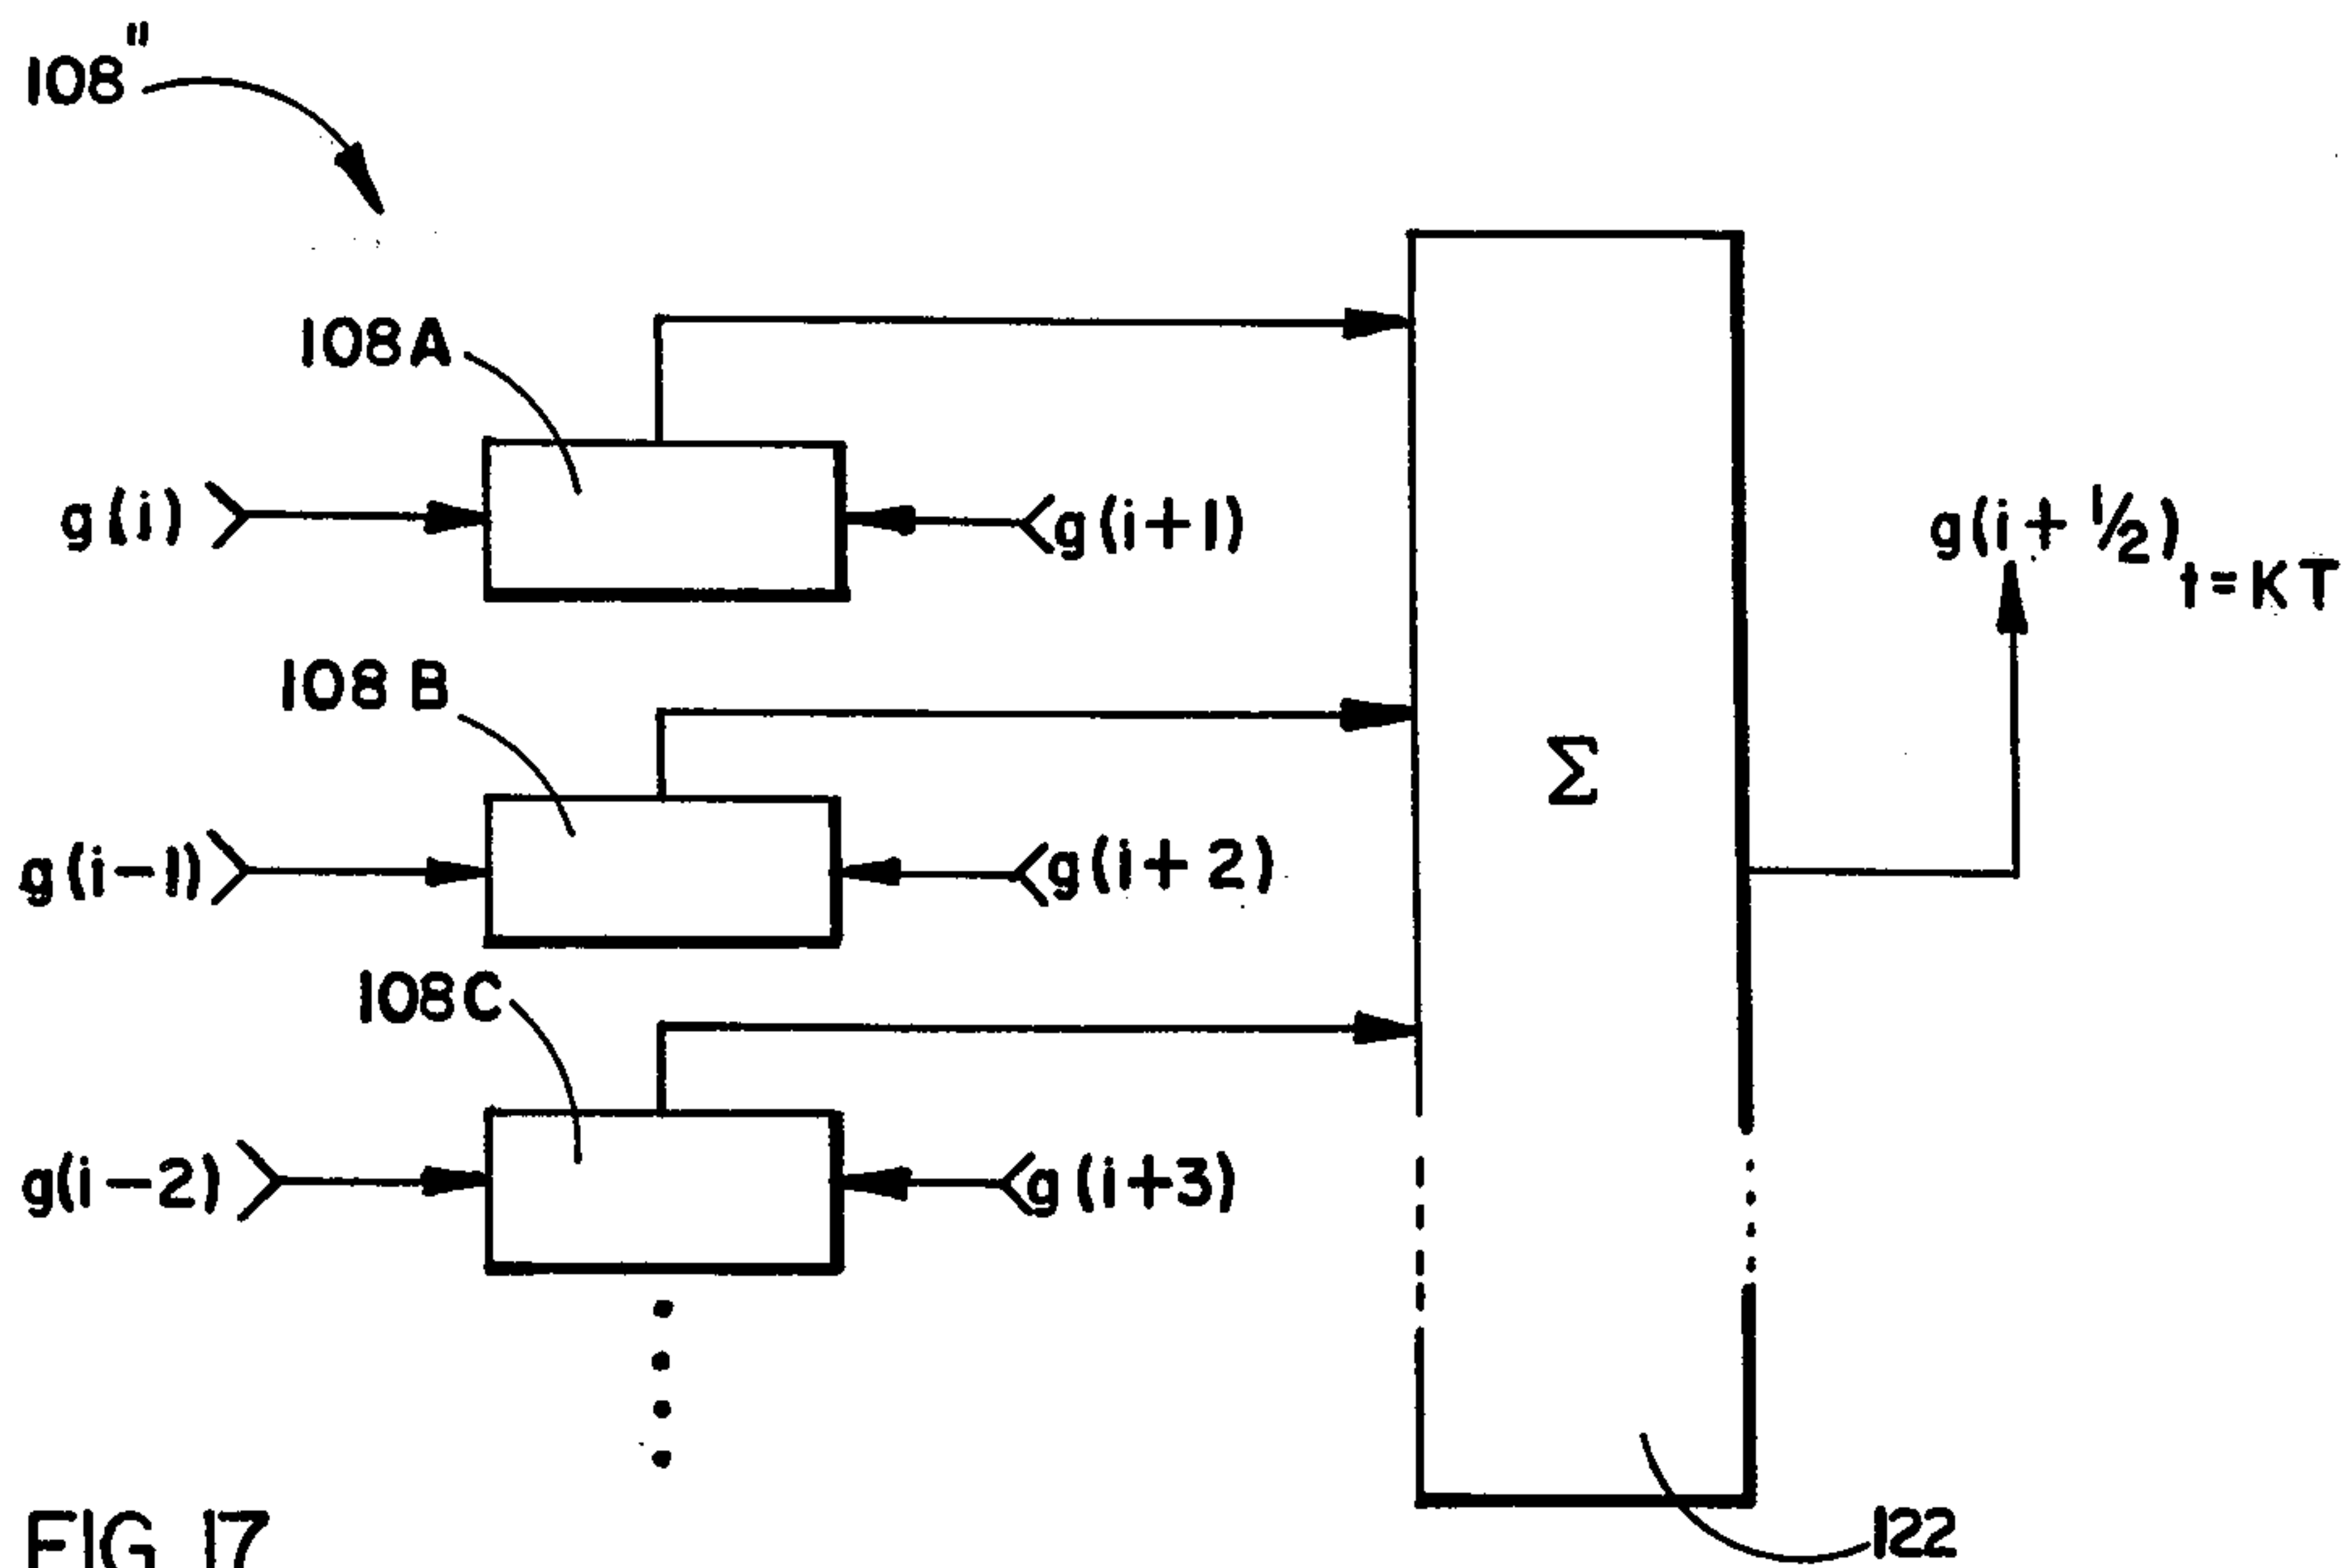 108"
108A
g(i)
g(i+1)
g(i+ 1/2) t=KT
108 B
Σ
g(i-1)
g(i+2)
108C
g(i-2)
g(i+3)
FIG 17
122